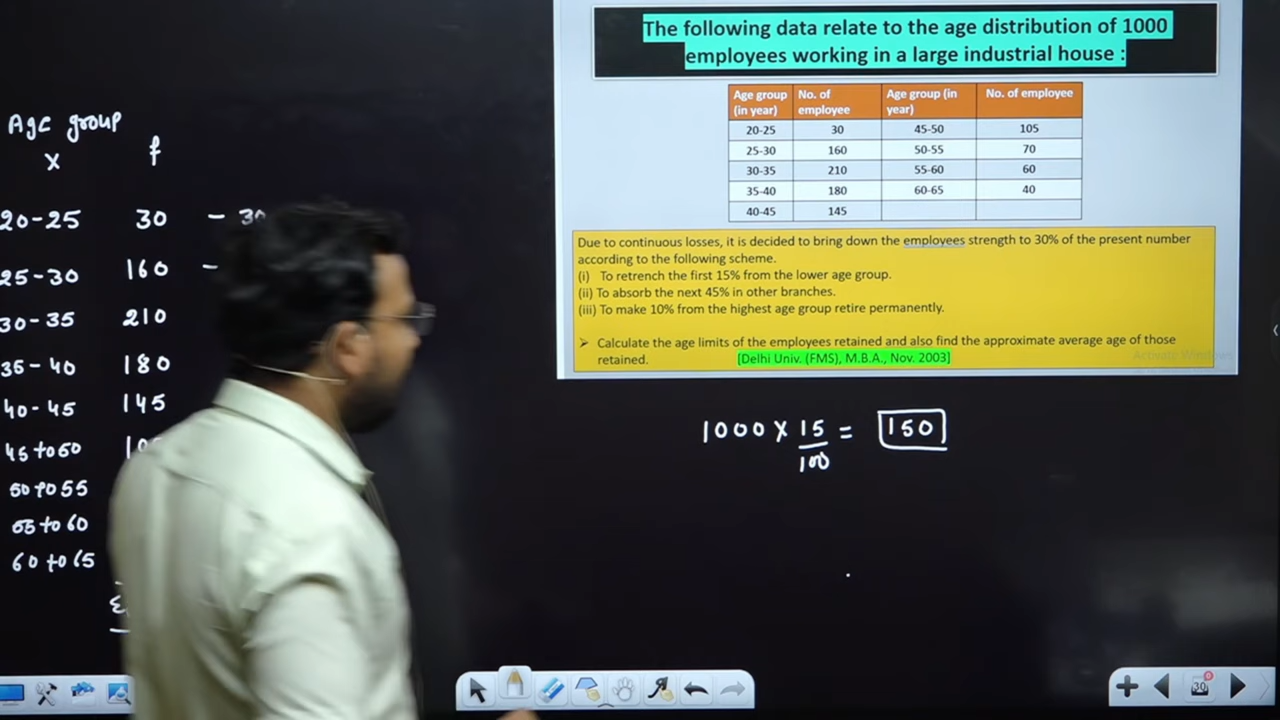 The following data relate to the age distribution of 1000
employees working in a large industrial house :
Age group (in year) No. of employee Age group (in year) No. of employee
20-25 30 45-50 105
25-30 160 50-55 70
30-35 210 55-60 60
35-40 180 60-65 40
40-45 145
Due to continuous losses, it is decided to bring down the employees strength to 30% of the present number
according to the following scheme.
(i) To retrench the first 15% from the lower age group.
(ii) To absorb the next 45% in other branches.
(iii) To make 10% from the highest age group retire permanently.
➢ Calculate the age limits of the employees retained and also find the approximate average age of those
retained. [Delhi Univ. (FMS), M.B.A., Nov. 2003]
Activate Windows
Age group
x f
20-25 30 - 30
25-30 160 -
30-35 210
35-40 180
40-45 145
45 to 50
50 to 55
55 to 60
60 to 65
1000 x 15/100 = 150
30